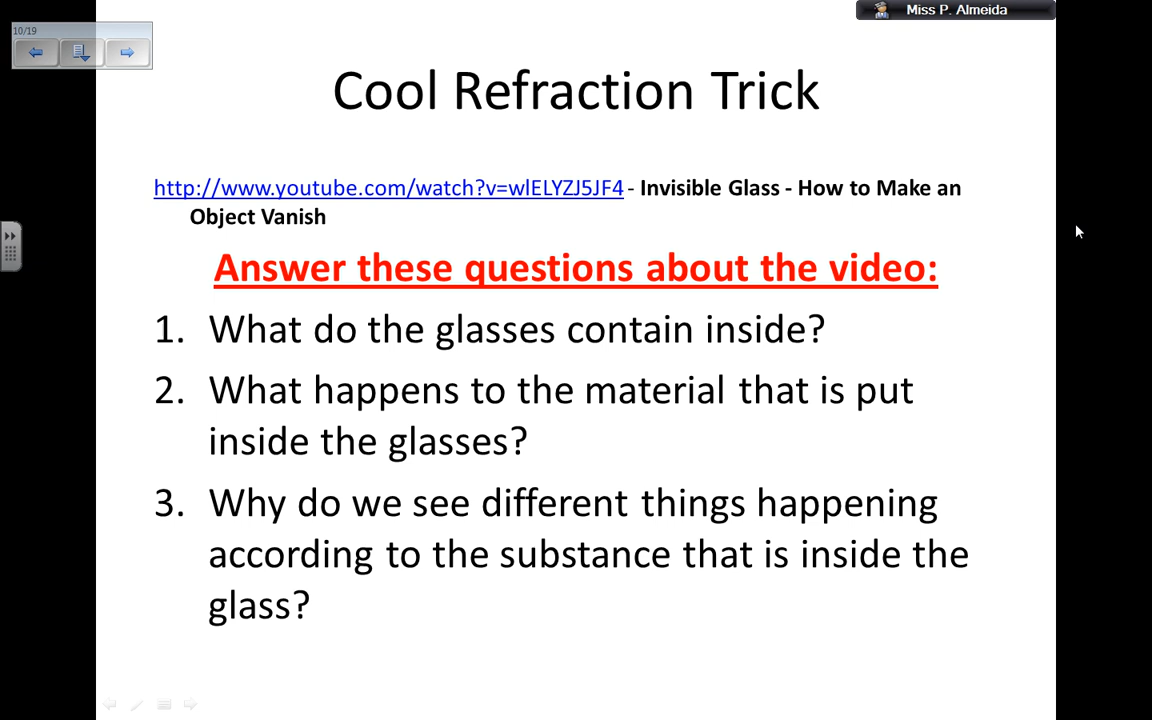 Miss P. Almeida
10/19
Cool Refraction Trick
http://www.youtube.com/watch?v=wlELYZJ5JF4 - Invisible Glass - How to Make an
Object Vanish
Answer these questions about the video:
1. What do the glasses contain inside?
2. What happens to the material that is put
inside the glasses?
3. Why do we see different things happening
according to the substance that is inside the
glass?